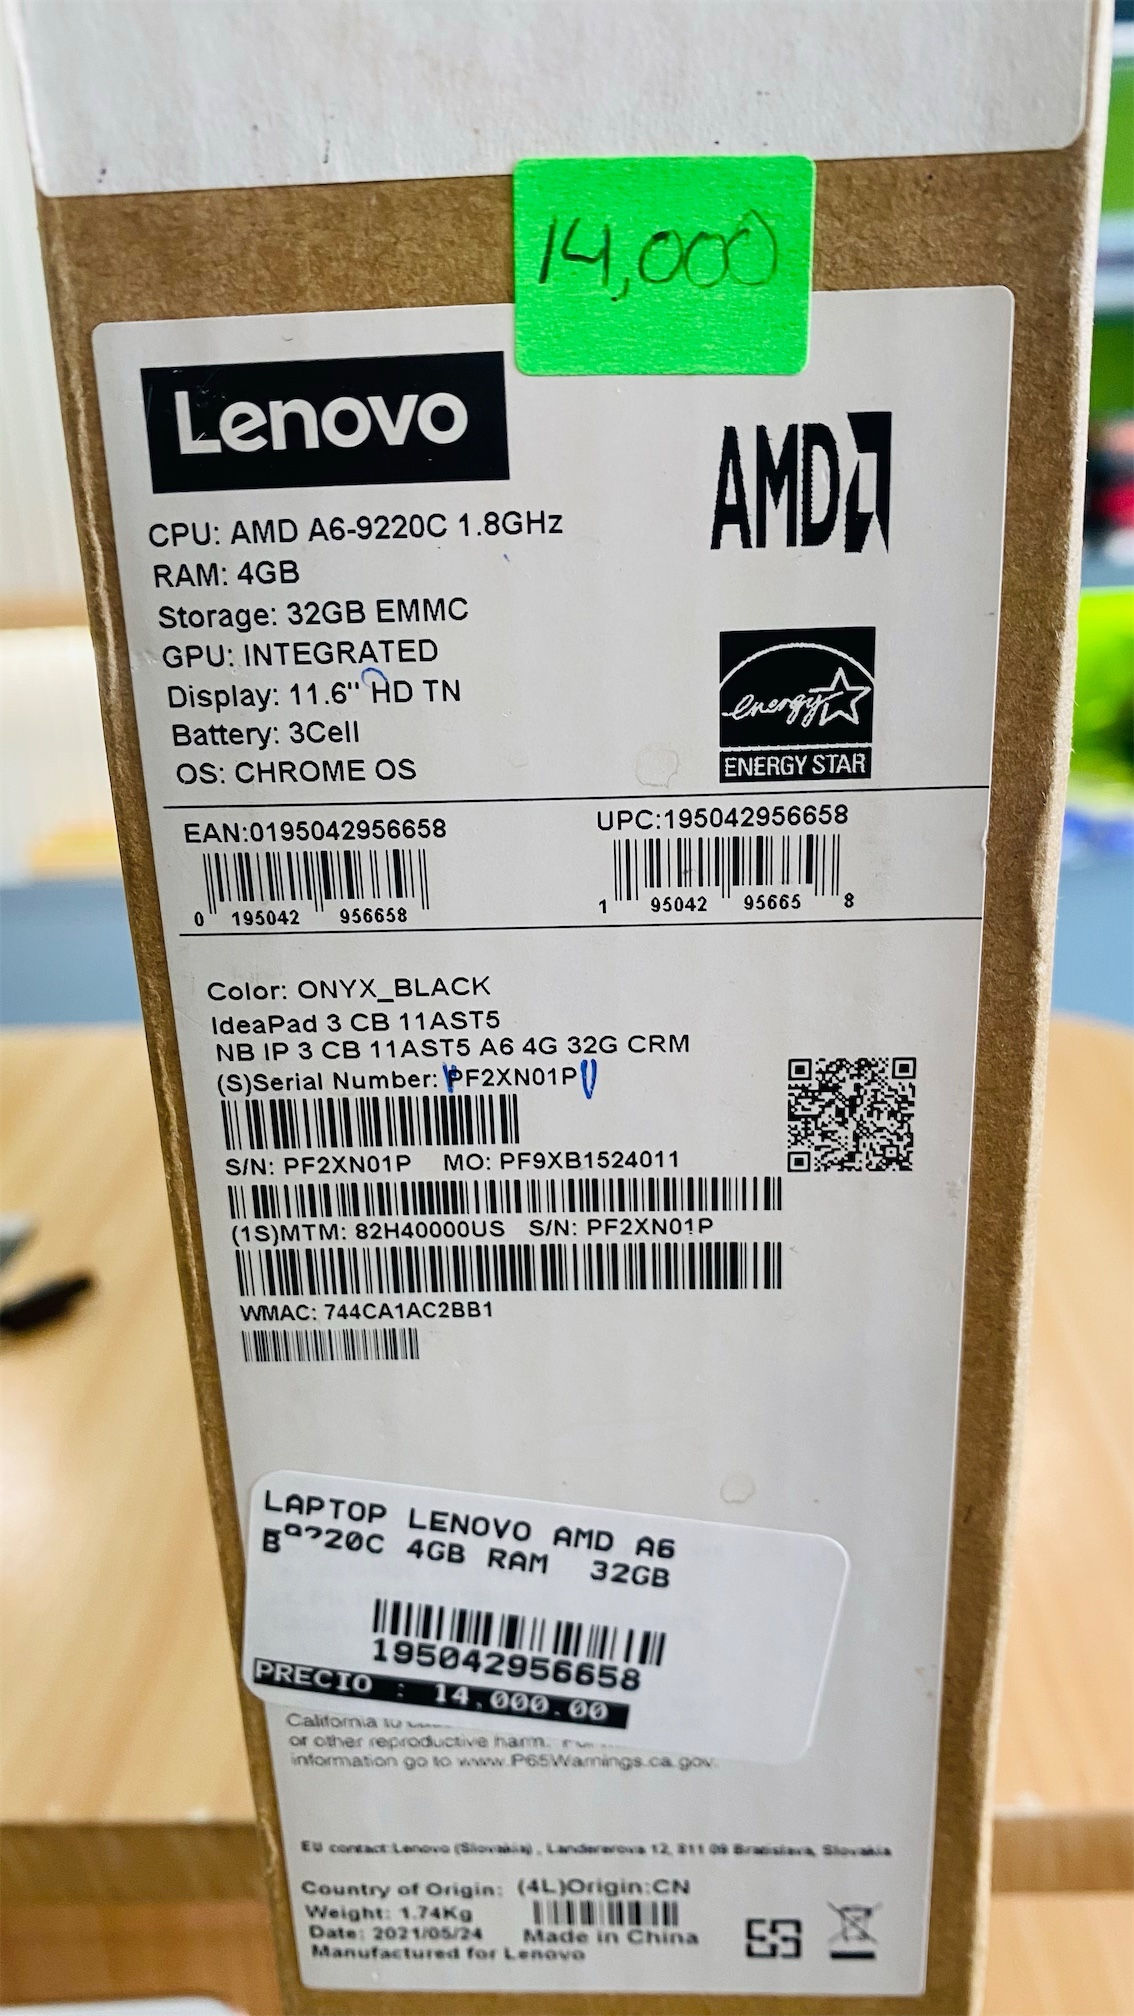 14,000
Lenovo
AMD
CPU: AMD A6-9220C 1.8GHz
RAM: 4GB
Storage: 32GB EMMC
GPU: INTEGRATED
Display: 11.6'' HD TN
Battery: 3Cell
OS: CHROME OS
energy
ENERGY STAR
EAN:0195042956658
UPC:195042956658
0 195042 956658
1 95042 95665 8
Color: ONYX_BLACK
IdeaPad 3 CB 11AST5
NB IP 3 CB 11AST5 A6 4G 32G CRM
(S)Serial Number: PF2XN01P
S/N: PF2XN01P MO: PF9XB1524011
(1S)MTM: 82H40000US S/N: PF2XN01P
WMAC: 744CA1AC2BB1
LAPTOP LENOVO AMD A6
9220C 4GB RAM 32GB
195042956658
PRECIO : 14,000.00
California to
or other reproductive harm.
information go to www.P65Warnings.ca.gov.
EU contact:Lenovo (Slovakia) , Landererova 12, 811 09 Bratislava, Slovakia
Country of Origin: (4L)Origin:CN
Weight: 1.74Kg
Date: 2021/05/24 Made in China
Manufactured for Lenovo